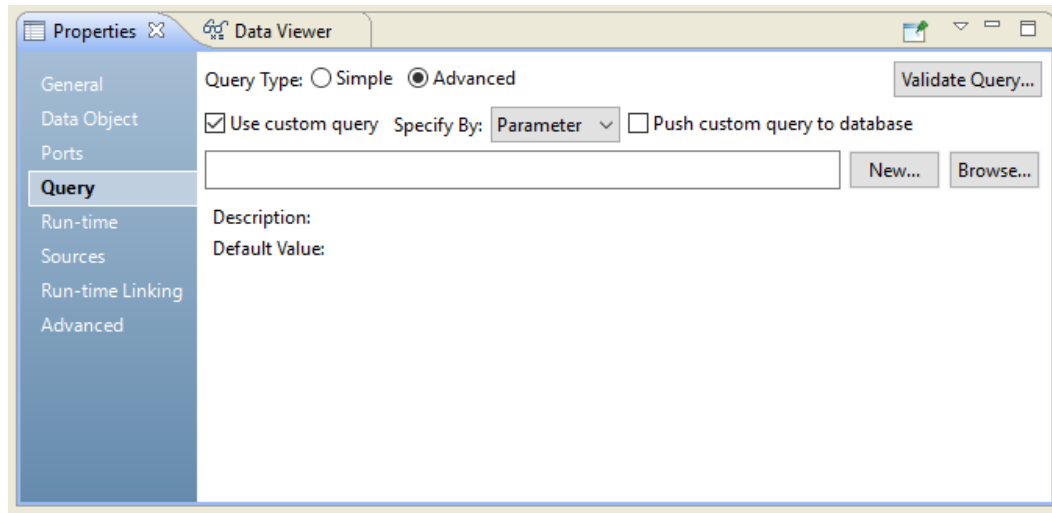 Properties Data Viewer
General
Data Object
Ports
Query
Run-time
Sources
Run-time Linking
Advanced
Query Type: Simple Advanced Validate Query...
Use custom query Specify By: Parameter Push custom query to database
New... Browse...
Description:
Default Value: